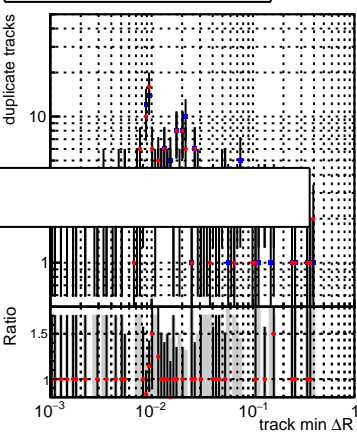 duplicate tracks
10
1
Ratio
1.5
1
10⁻³ 10⁻² 10⁻¹ 1
track min ΔR